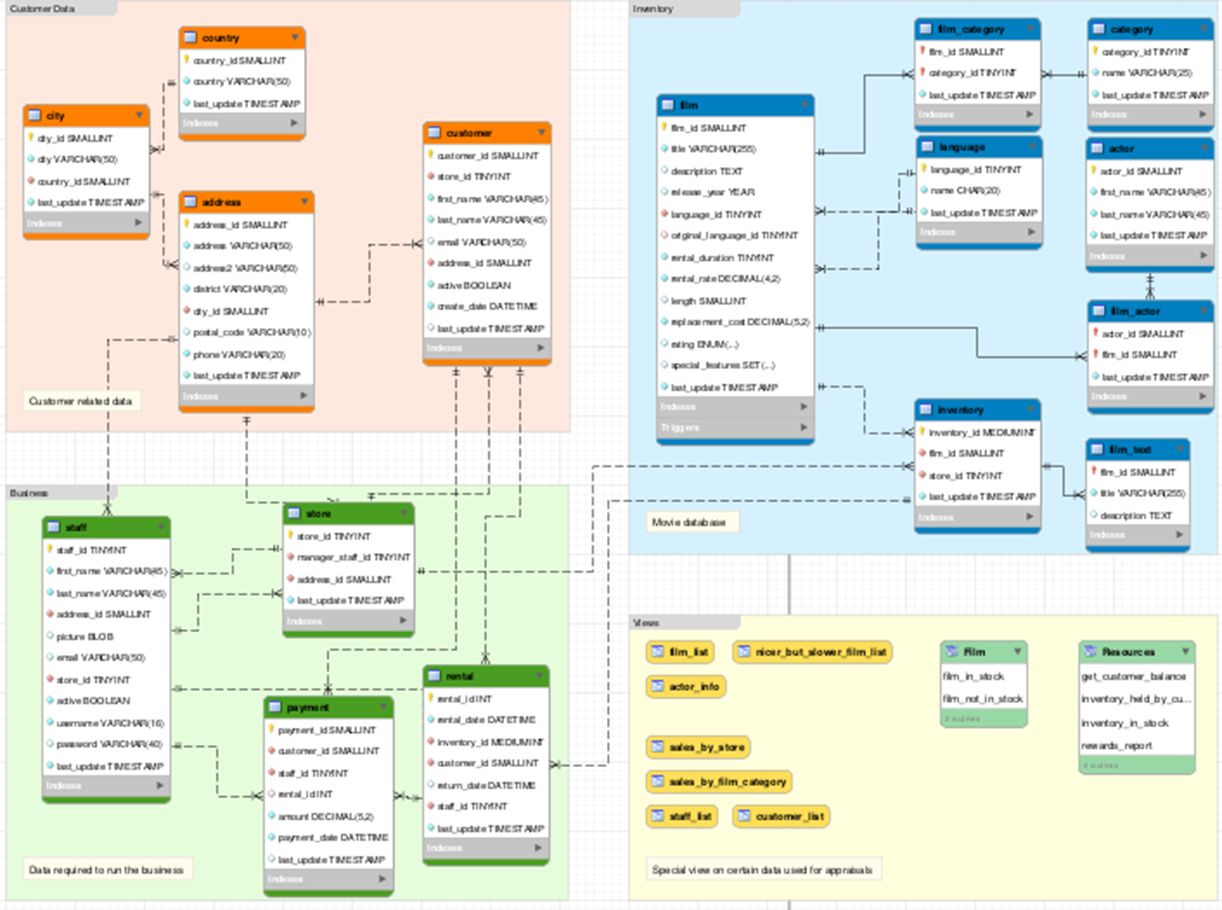 Customer Data
country
country_id SMALLINT
country VARCHAR(50)
last_update TIMESTAMP
Indexes
city
city_id SMALLINT
city VARCHAR(50)
country_id SMALLINT
last_update TIMESTAMP
Indexes
address
address_id SMALLINT
address VARCHAR(50)
address2 VARCHAR(50)
district VARCHAR(20)
city_id SMALLINT
postal_code VARCHAR(10)
phone VARCHAR(20)
last_update TIMESTAMP
Indexes
customer
customer_id SMALLINT
store_id TINYINT
first_name VARCHAR(45)
last_name VARCHAR(45)
email VARCHAR(50)
address_id SMALLINT
active BOOLEAN
create_date DATETIME
last_update TIMESTAMP
Indexes
Customer related data
Inventory
film
film_id SMALLINT
title VARCHAR(255)
description TEXT
release_year YEAR
language_id TINYINT
original_language_id TINYINT
rental_duration TINYINT
rental_rate DECIMAL(4,2)
length SMALLINT
replacement_cost DECIMAL(5,2)
rating ENUM(...)
special_features SET(...)
last_update TIMESTAMP
Indexes
Triggers
film_category
film_id SMALLINT
category_id TINYINT
last_update TIMESTAMP
Indexes
category
category_id TINYINT
name VARCHAR(25)
last_update TIMESTAMP
Indexes
language
language_id TINYINT
name CHAR(20)
last_update TIMESTAMP
Indexes
actor
actor_id SMALLINT
first_name VARCHAR(45)
last_name VARCHAR(45)
last_update TIMESTAMP
Indexes
film_actor
actor_id SMALLINT
film_id SMALLINT
last_update TIMESTAMP
Indexes
inventory
inventory_id MEDIUMINT
film_id SMALLINT
store_id TINYINT
last_update TIMESTAMP
Indexes
film_text
film_id SMALLINT
title VARCHAR(255)
description TEXT
Indexes
Movie database
Business
staff
staff_id TINYINT
first_name VARCHAR(45)
last_name VARCHAR(45)
address_id SMALLINT
picture BLOB
email VARCHAR(50)
store_id TINYINT
active BOOLEAN
username VARCHAR(16)
password VARCHAR(40)
last_update TIMESTAMP
Indexes
store
store_id TINYINT
manager_staff_id TINYINT
address_id SMALLINT
last_update TIMESTAMP
Indexes
payment
payment_id SMALLINT
customer_id SMALLINT
staff_id TINYINT
rental_id INT
amount DECIMAL(5,2)
payment_date DATETIME
last_update TIMESTAMP
Indexes
rental
rental_id INT
rental_date DATETIME
inventory_id MEDIUMINT
customer_id SMALLINT
return_date DATETIME
staff_id TINYINT
last_update TIMESTAMP
Indexes
Data required to run the business
Views
film_list
nicer_but_slower_film_list
actor_info
sales_by_store
sales_by_film_category
staff_list
customer_list
Film
film_in_stock
film_not_in_stock
2 routines
Resources
get_customer_balance
inventory_held_by_cu...
inventory_in_stock
rewards_report
4 routines
Special view on certain data used for appraisals